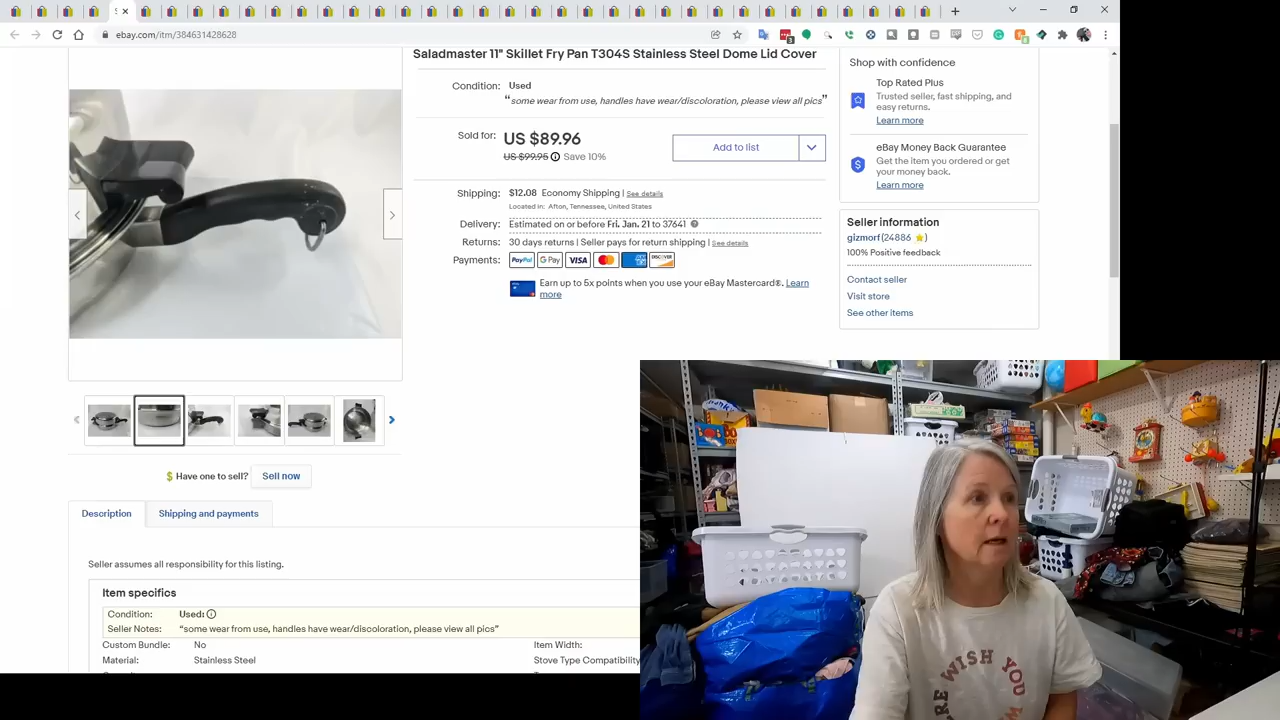 S
ebay.com/itm/384631428628
Saladmaster 11" Skillet Fry Pan T304S Stainless Steel Dome Lid Cover
Condition: Used
“some wear from use, handles have wear/discoloration, please view all pics”
Sold for: US $89.96
US $99.95 Save 10%
Add to list
Shipping: $12.08 Economy Shipping | See details
Located in: Afton, Tennessee, United States
Delivery: Estimated on or before Fri. Jan. 21 to 37641
Returns: 30 days returns | Seller pays for return shipping | See details
Payments: PayPal G Pay VISA DISCOVER
Earn up to 5x points when you use your eBay Mastercard®. Learn
more
Shop with confidence
Top Rated Plus
Trusted seller, fast shipping, and
easy returns.
Learn more
eBay Money Back Guarantee
Get the item you ordered or get
your money back.
Learn more
Seller information
gizmorf (24886 )
100% Positive feedback
Contact seller
Visit store
See other items
Have one to sell? Sell now
Description
Shipping and payments
Seller assumes all responsibility for this listing.
Item specifics
Condition: Used:
Seller Notes: “some wear from use, handles have wear/discoloration, please view all pics”
Custom Bundle: No
Item Width:
Material: Stainless Steel
Stove Type Compatibility
WISH YOU